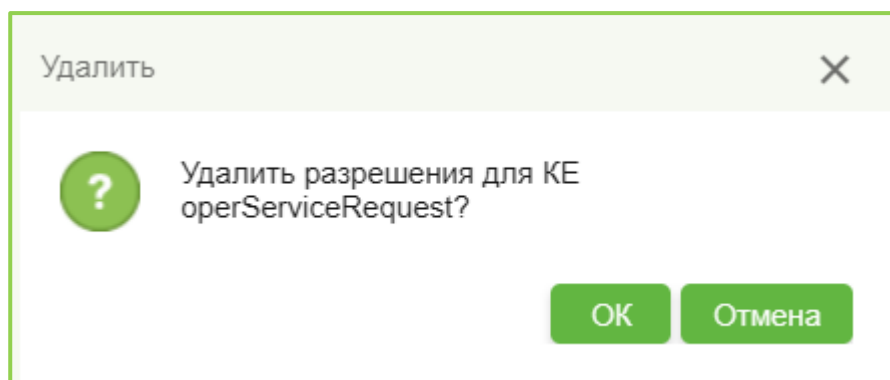 Удалить
?
Удалить разрешения для КЕ
operServiceRequest?
ОК
Отмена